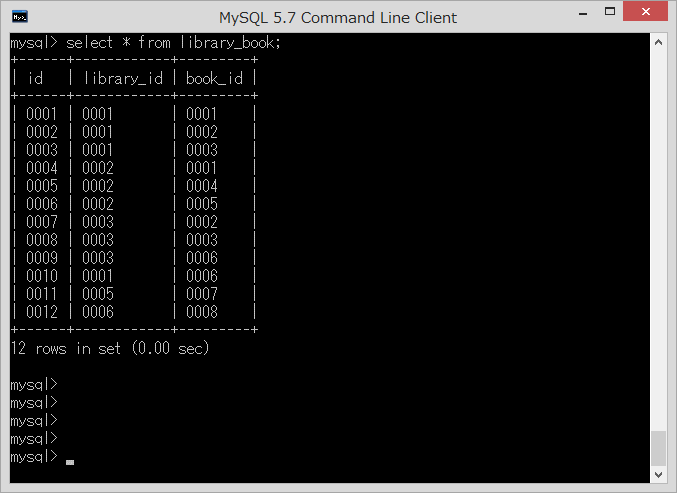 MySQL 5.7 Command Line Client
mysql> select * from library_book;
+------+------------+---------+
| id   | library_id | book_id |
+------+------------+---------+
| 0001 | 0001       | 0001    |
| 0002 | 0001       | 0002    |
| 0003 | 0001       | 0003    |
| 0004 | 0002       | 0001    |
| 0005 | 0002       | 0004    |
| 0006 | 0002       | 0005    |
| 0007 | 0003       | 0002    |
| 0008 | 0003       | 0003    |
| 0009 | 0003       | 0006    |
| 0010 | 0001       | 0006    |
| 0011 | 0005       | 0007    |
| 0012 | 0006       | 0008    |
+------+------------+---------+
12 rows in set (0.00 sec)
mysql>
mysql>
mysql>
mysql>
mysql>